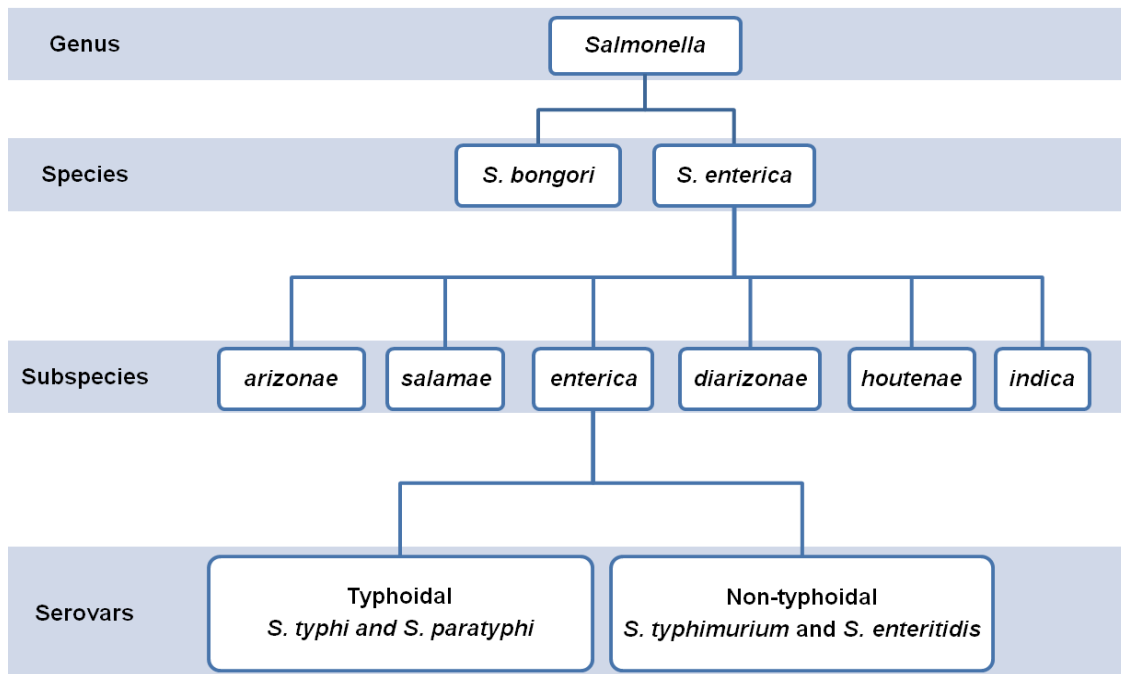 Genus
Salmonella
Species
S. bongori
S. enterica
Subspecies
arizonae
salamae
enterica
diarizonae
houtenae
indica
Serovars
Typhoidal
S. typhi and S. paratyphi
Non-typhoidal
S. typhimurium and S. enteritidis